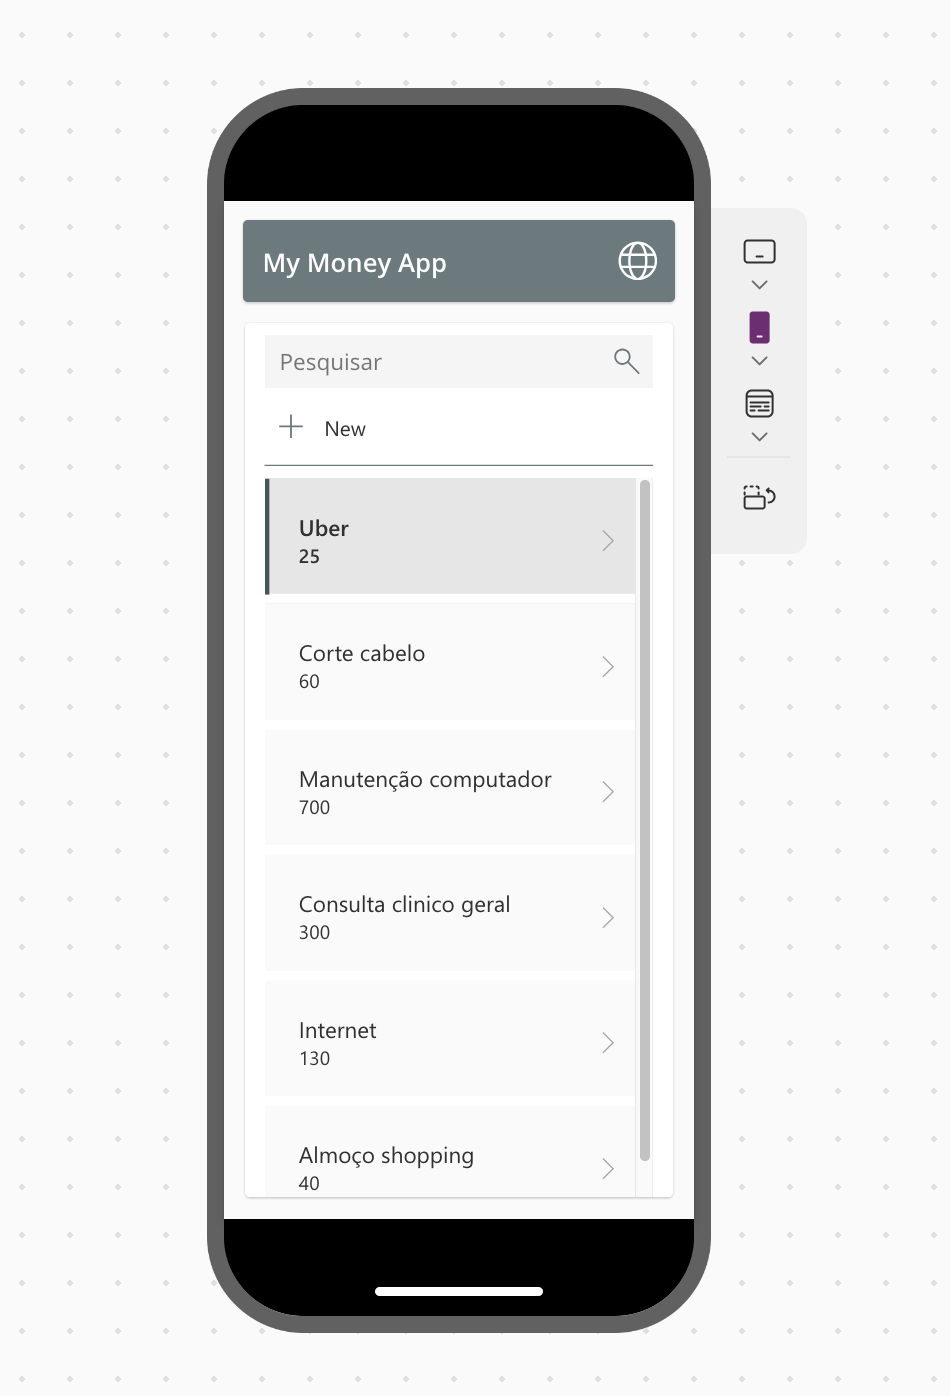 My Money App
Pesquisar
New
Uber
25
Corte cabelo
60
Manutenção computador
700
Consulta clinico geral
300
Internet
130
Almoço shopping
40